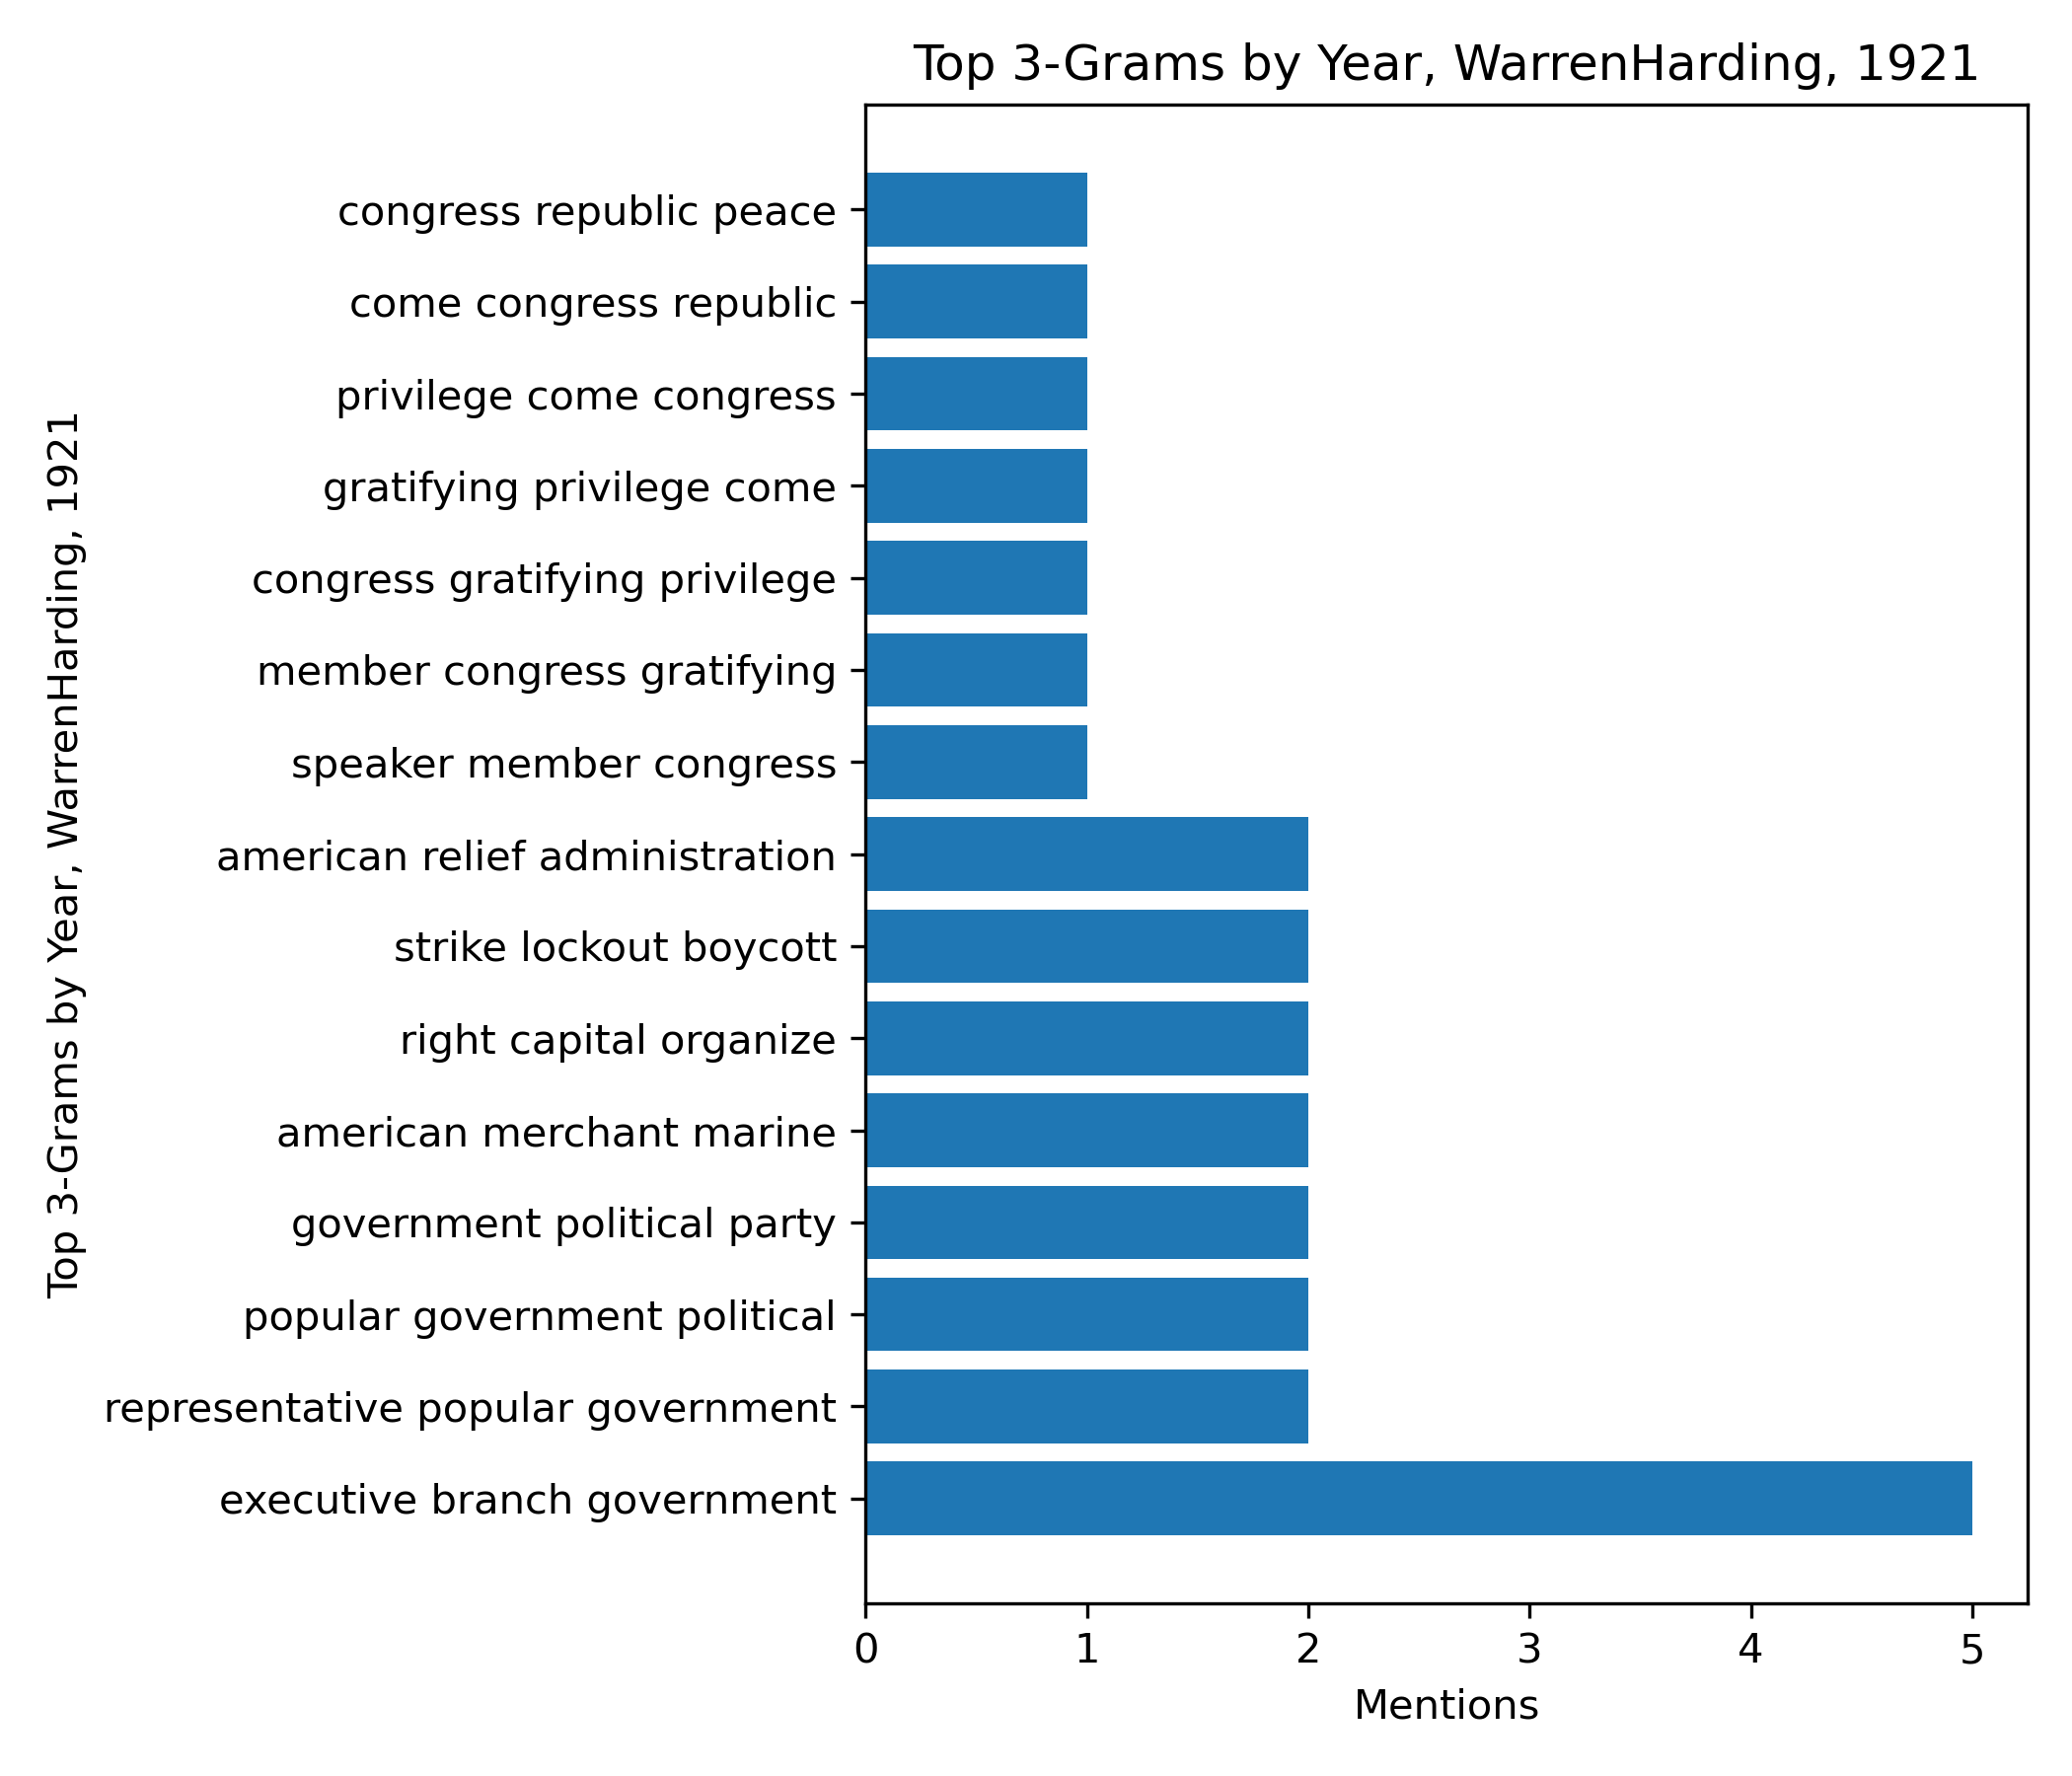 Top 3-Grams by Year, WarrenHarding, 1921
Top 3-Grams by Year, WarrenHarding, 1921
congress republic peace
come congress republic
privilege come congress
gratifying privilege come
congress gratifying privilege
member congress gratifying
speaker member congress
american relief administration
strike lockout boycott
right capital organize
american merchant marine
government political party
popular government political
representative popular government
executive branch government
0 1 2 3 4 5
Mentions